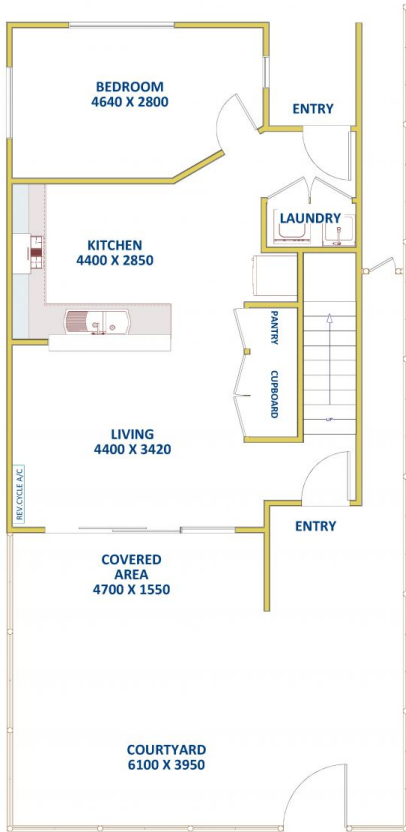 BEDROOM
4640 X 2800
ENTRY
LAUNDRY
KITCHEN
4400 X 2850
PANTRY
CUPBOARD
UP
LIVING
4400 X 3420
REV.CYCLE A/C
ENTRY
COVERED
AREA
4700 X 1550
COURTYARD
6100 X 3950